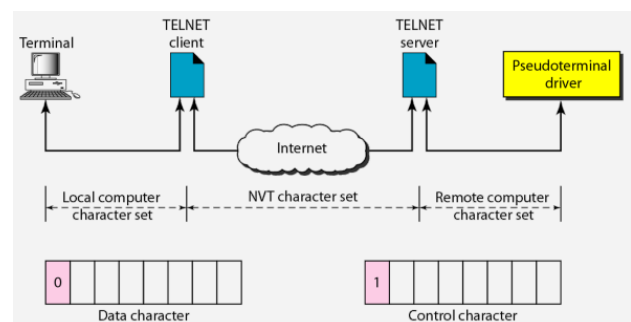 TELNET
client
TELNET
server
Terminal
Pseudoterminal
driver
Internet
Local computer
character set
NVT character set
Remote computer
character set
0
1
Data character
Control character